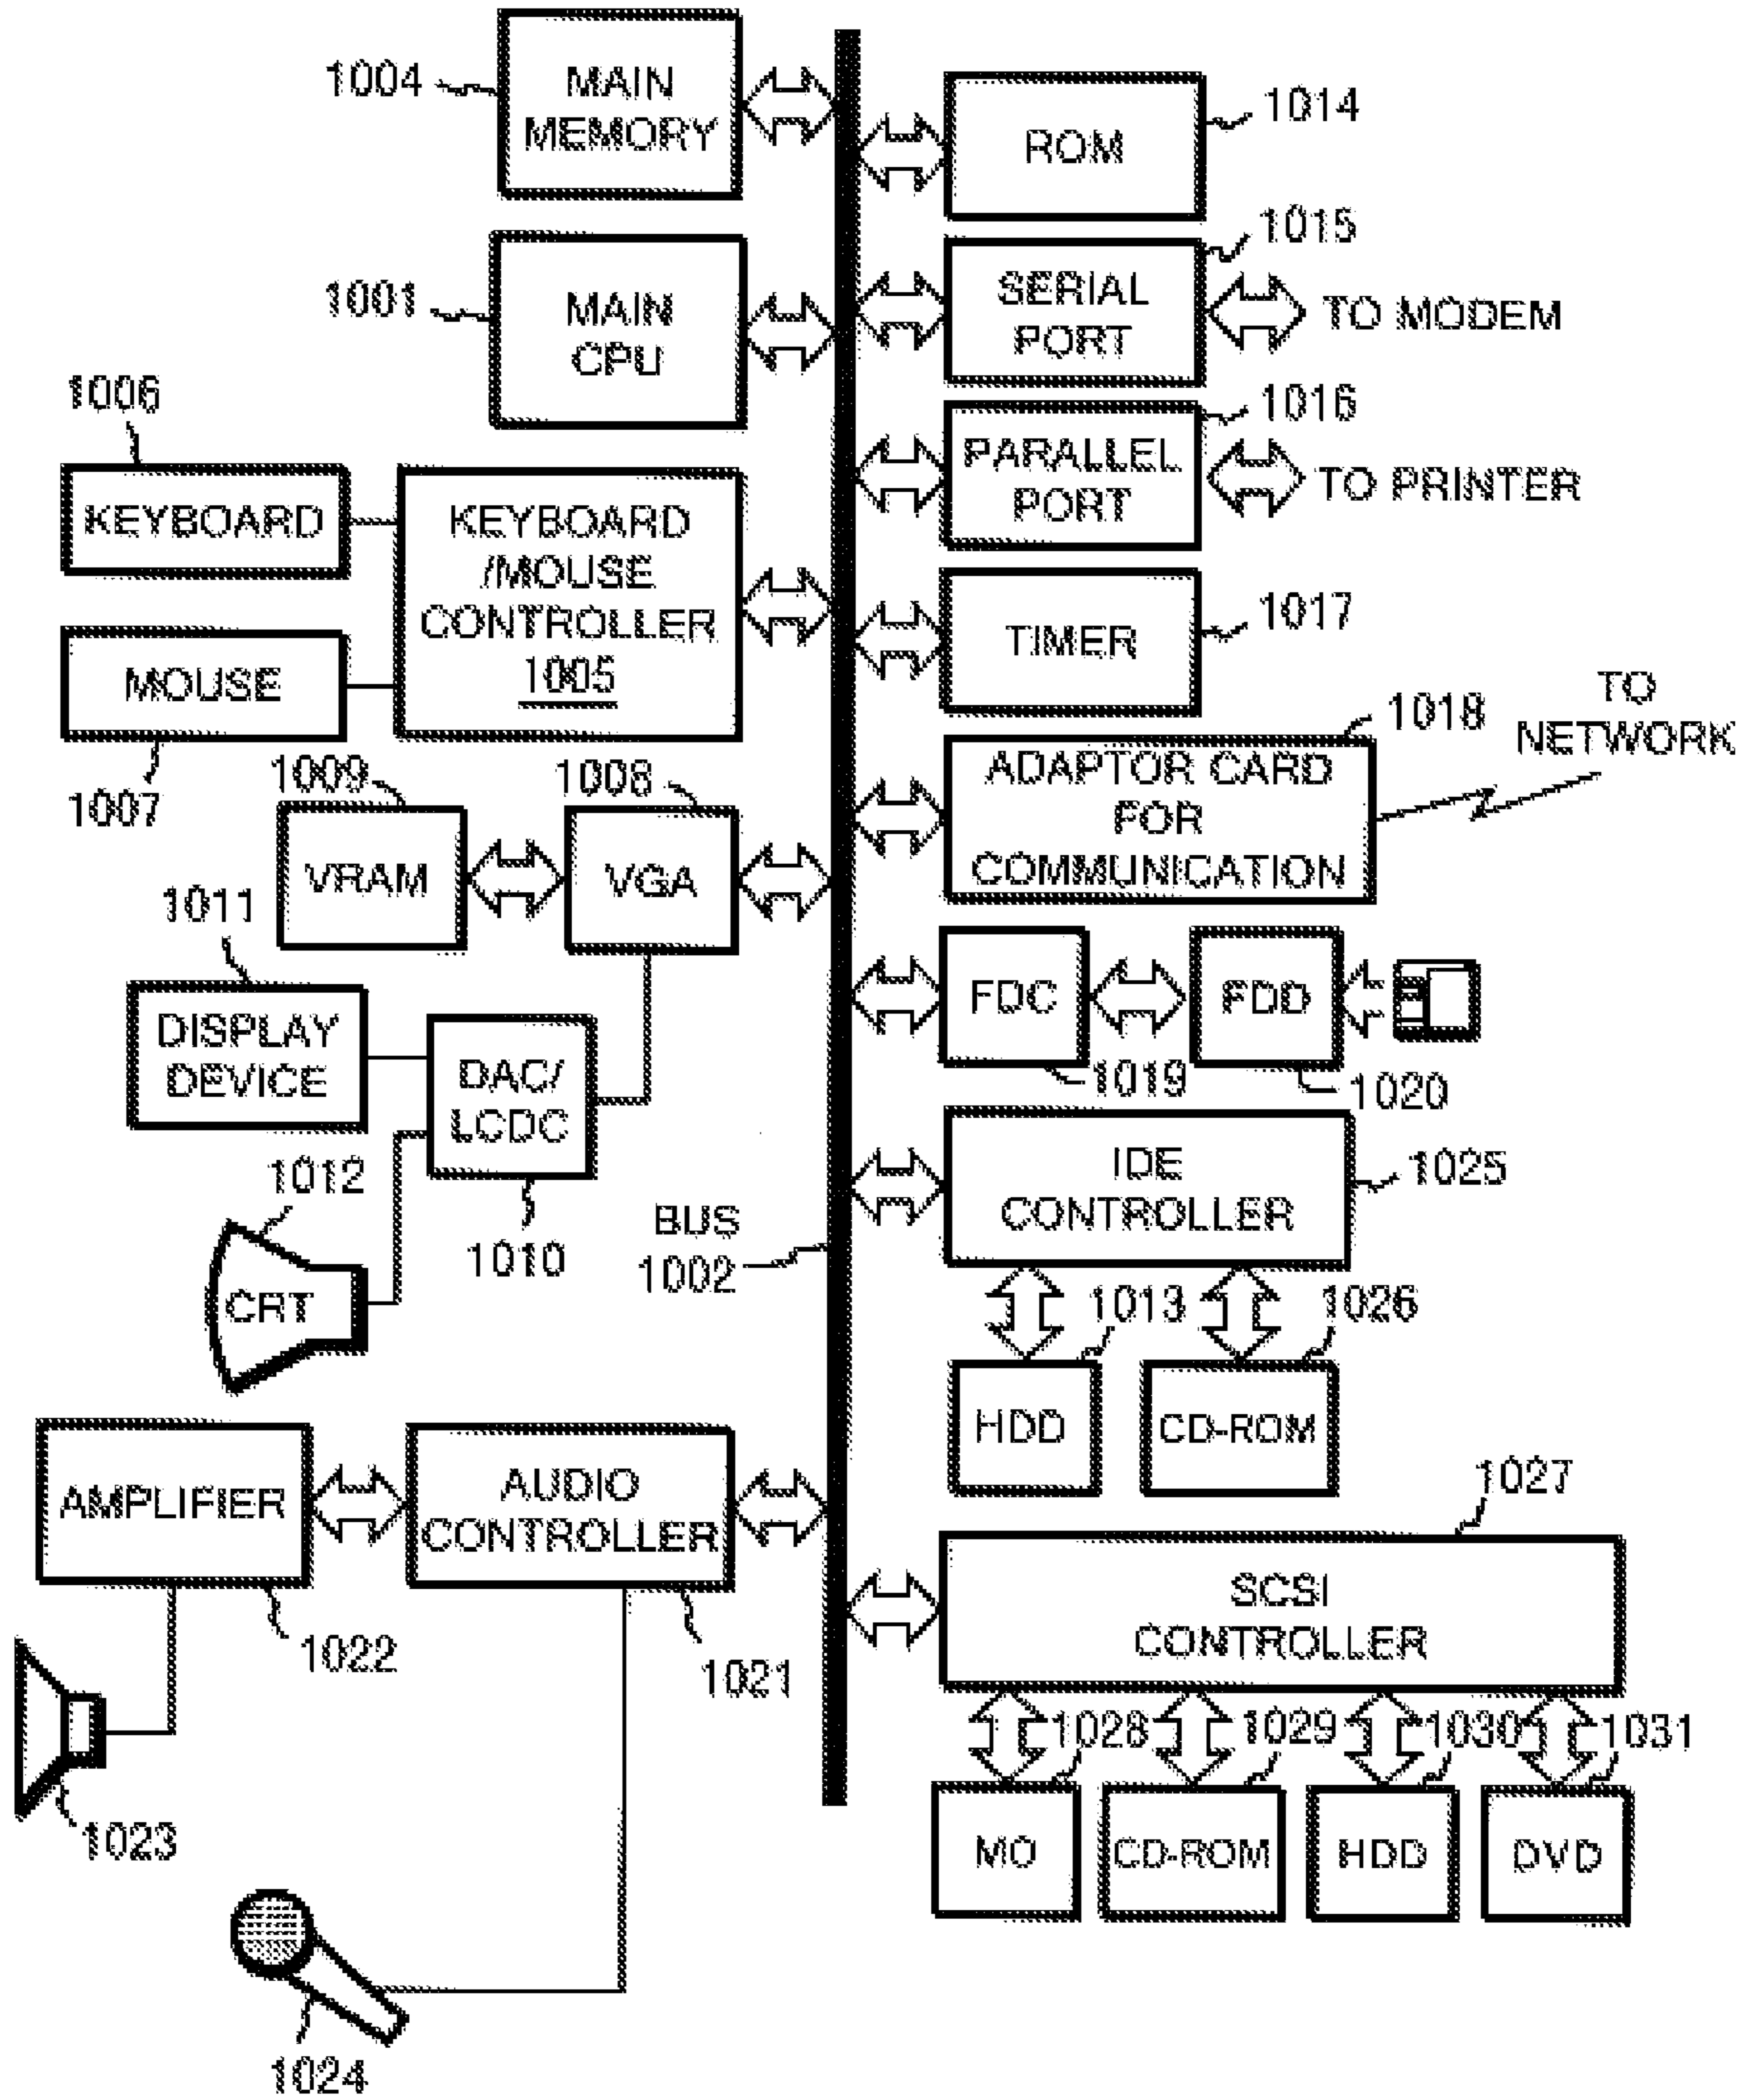 1004
MAIN
MEMORY
1014
ROM
1001
MAIN
CPU
1015
SERIAL
PORT
TO MODEM
1016
PARALLEL
PORT
TO PRINTER
1006
KEYBOARD
KEYBOARD
/MOUSE
CONTROLLER
1005
MOUSE
1007
1017
TIMER
1018
ADAPTOR CARD
FOR
COMMUNICATION
TO
NETWORK
1009
VRAM
1008
VGA
1011
DISPLAY
DEVICE
DAC/
LCDC
1010
1012
CRT
FDC
1019
FDD
1020
BUS
1002
IDE
CONTROLLER
1025
1013
HDD
1026
CD-ROM
AMPLIFIER
1022
AUDIO
CONTROLLER
1021
1023
1024
1027
SCSI
CONTROLLER
1028
1029
1030
1031
MO
CD-ROM
HDD
DVD